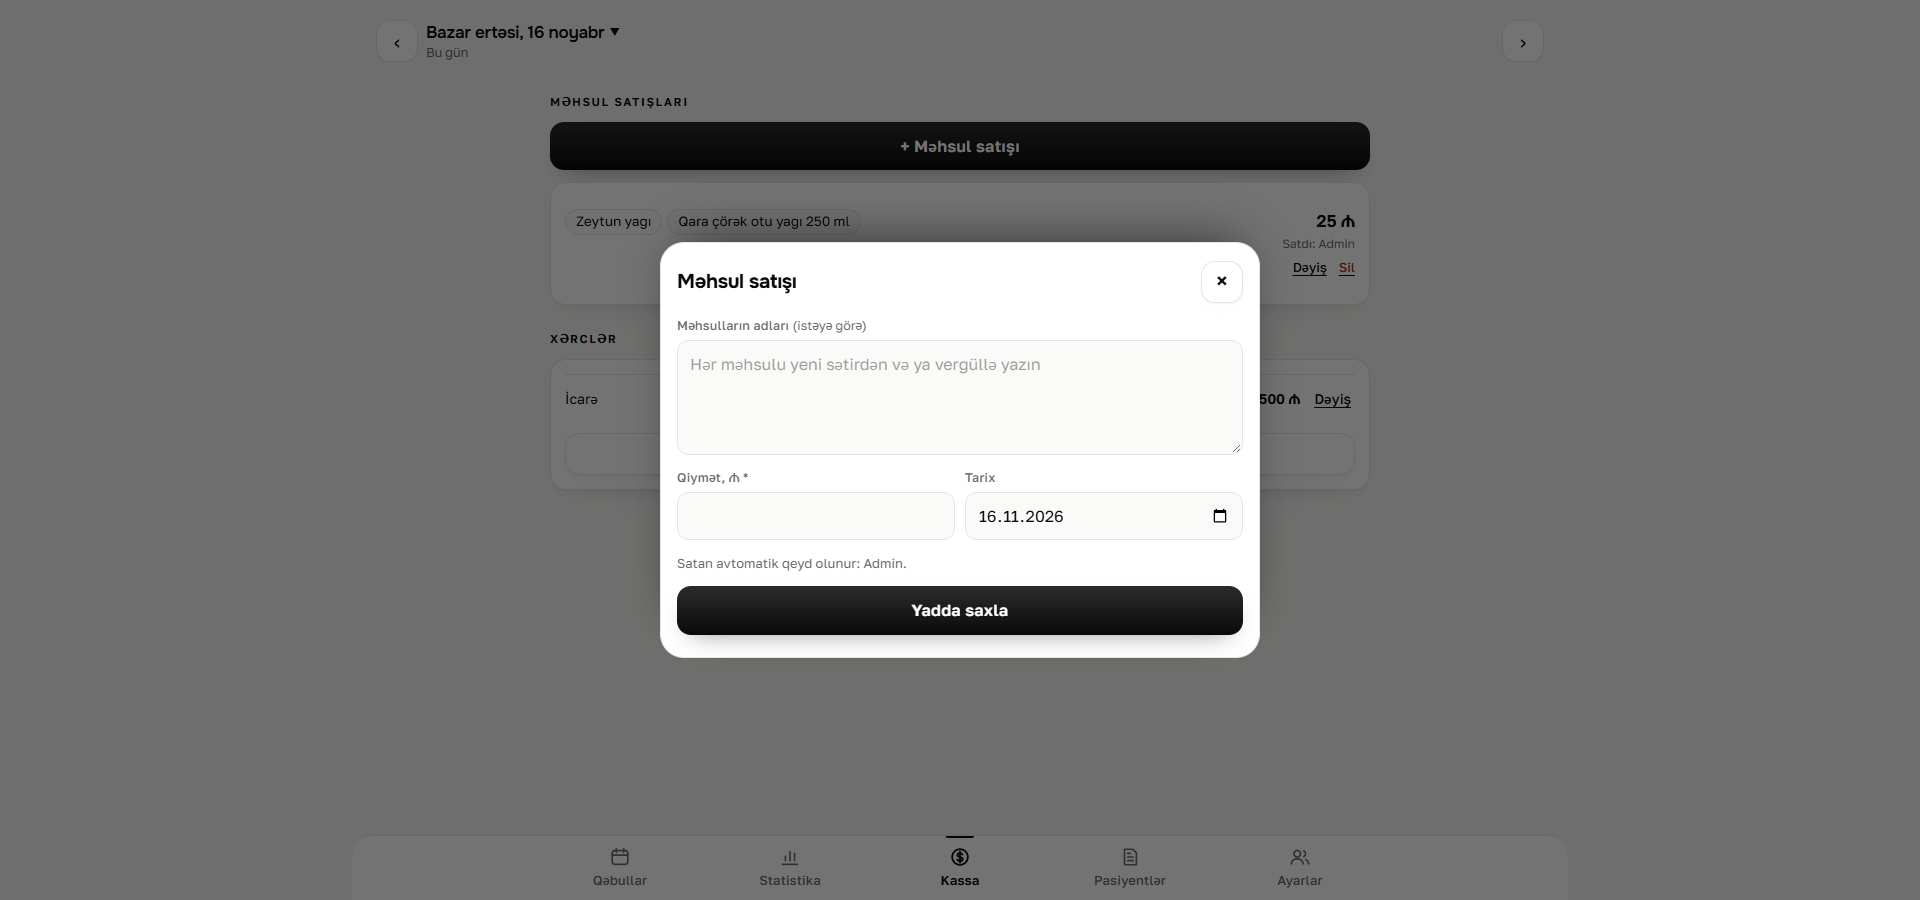 Bazar ertəsi, 16 noyabr ▼
Bu gün
MƏHSUL SATIŞLARI
+ Məhsul satışı
Zeytun yagı
Qara çörək otu yagı 250 ml
25 ₼
Satdı: Admin
Dəyiş Sil
Məhsul satışı
Məhsulların adları (istəyə görə)
Hər məhsulu yeni sətirdən və ya vergüllə yazın
Qiymət, ₼ *
Tarix
16.11.2026
Satan avtomatik qeyd olunur: Admin.
Yadda saxla
XƏRCLƏR
İcarə
500 ₼ Dəyiş
Qəbullar
Statistika
Kassa
Pasiyentlər
Ayarlar